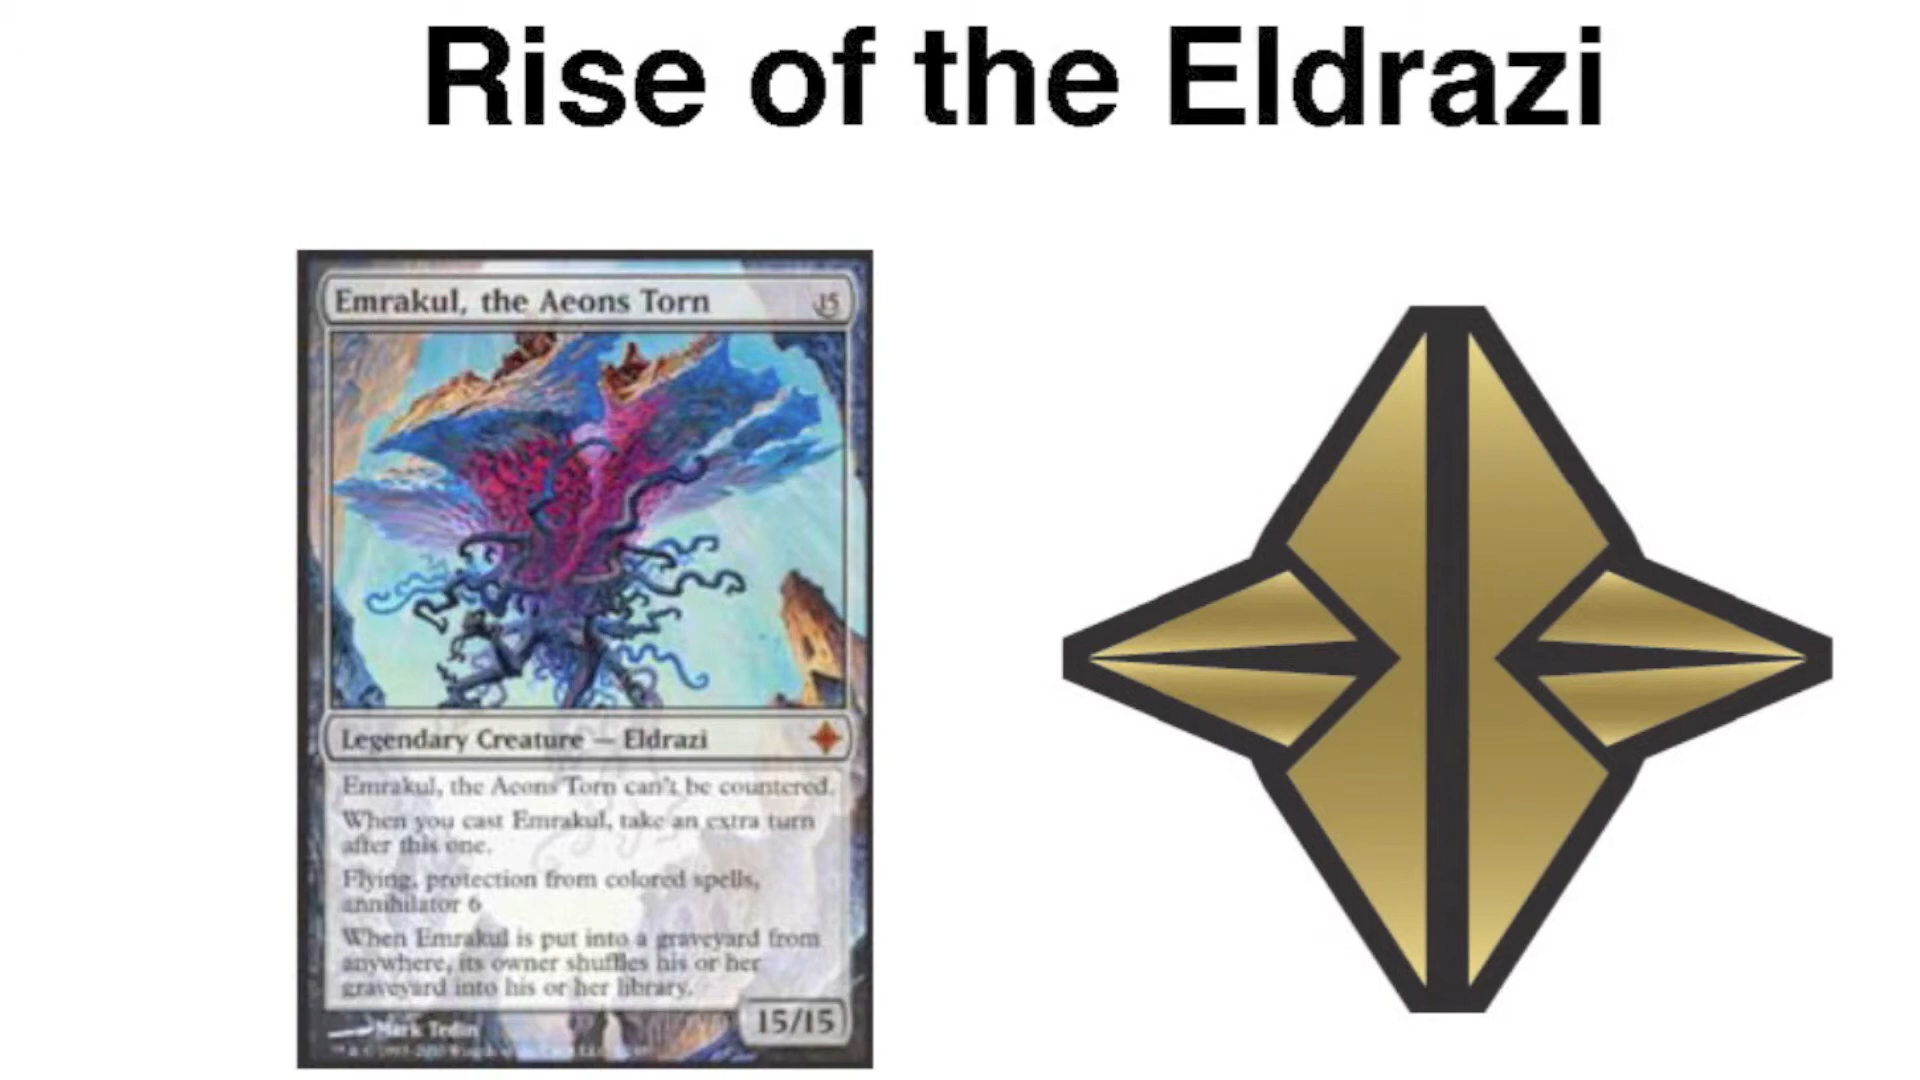 Rise of the Eldrazi
Emrakul, the Aeons Torn 15
Legendary Creature — Eldrazi
Emrakul, the Aeons Torn can't be countered.
When you cast Emrakul, take an extra turn
after this one.
Flying, protection from colored spells,
annihilator 6
When Emrakul is put into a graveyard from
anywhere, its owner shuffles his or her
graveyard into his or her library.
15/15
Mark Tedin